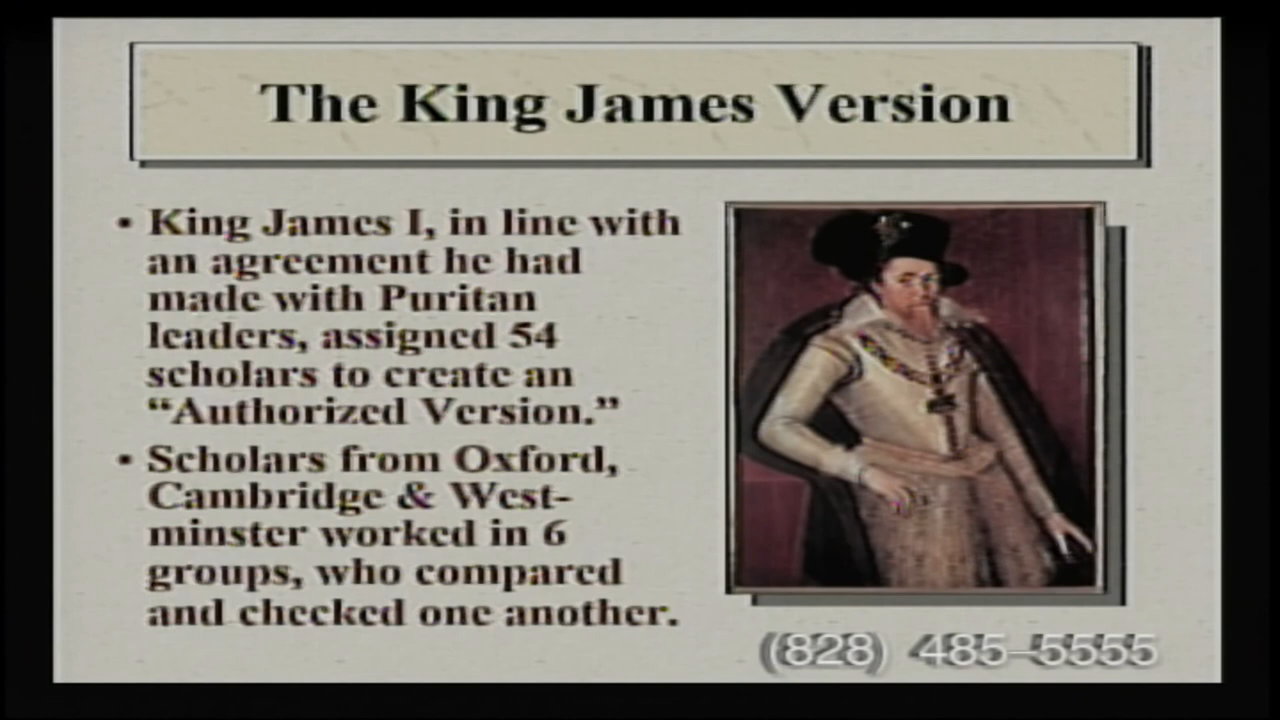 The King James Version
• King James I, in line with
an agreement he had
made with Puritan
leaders, assigned 54
scholars to create an
“Authorized Version.”
• Scholars from Oxford,
Cambridge & West-
minster worked in 6
groups, who compared
and checked one another.
(828) 485-5555